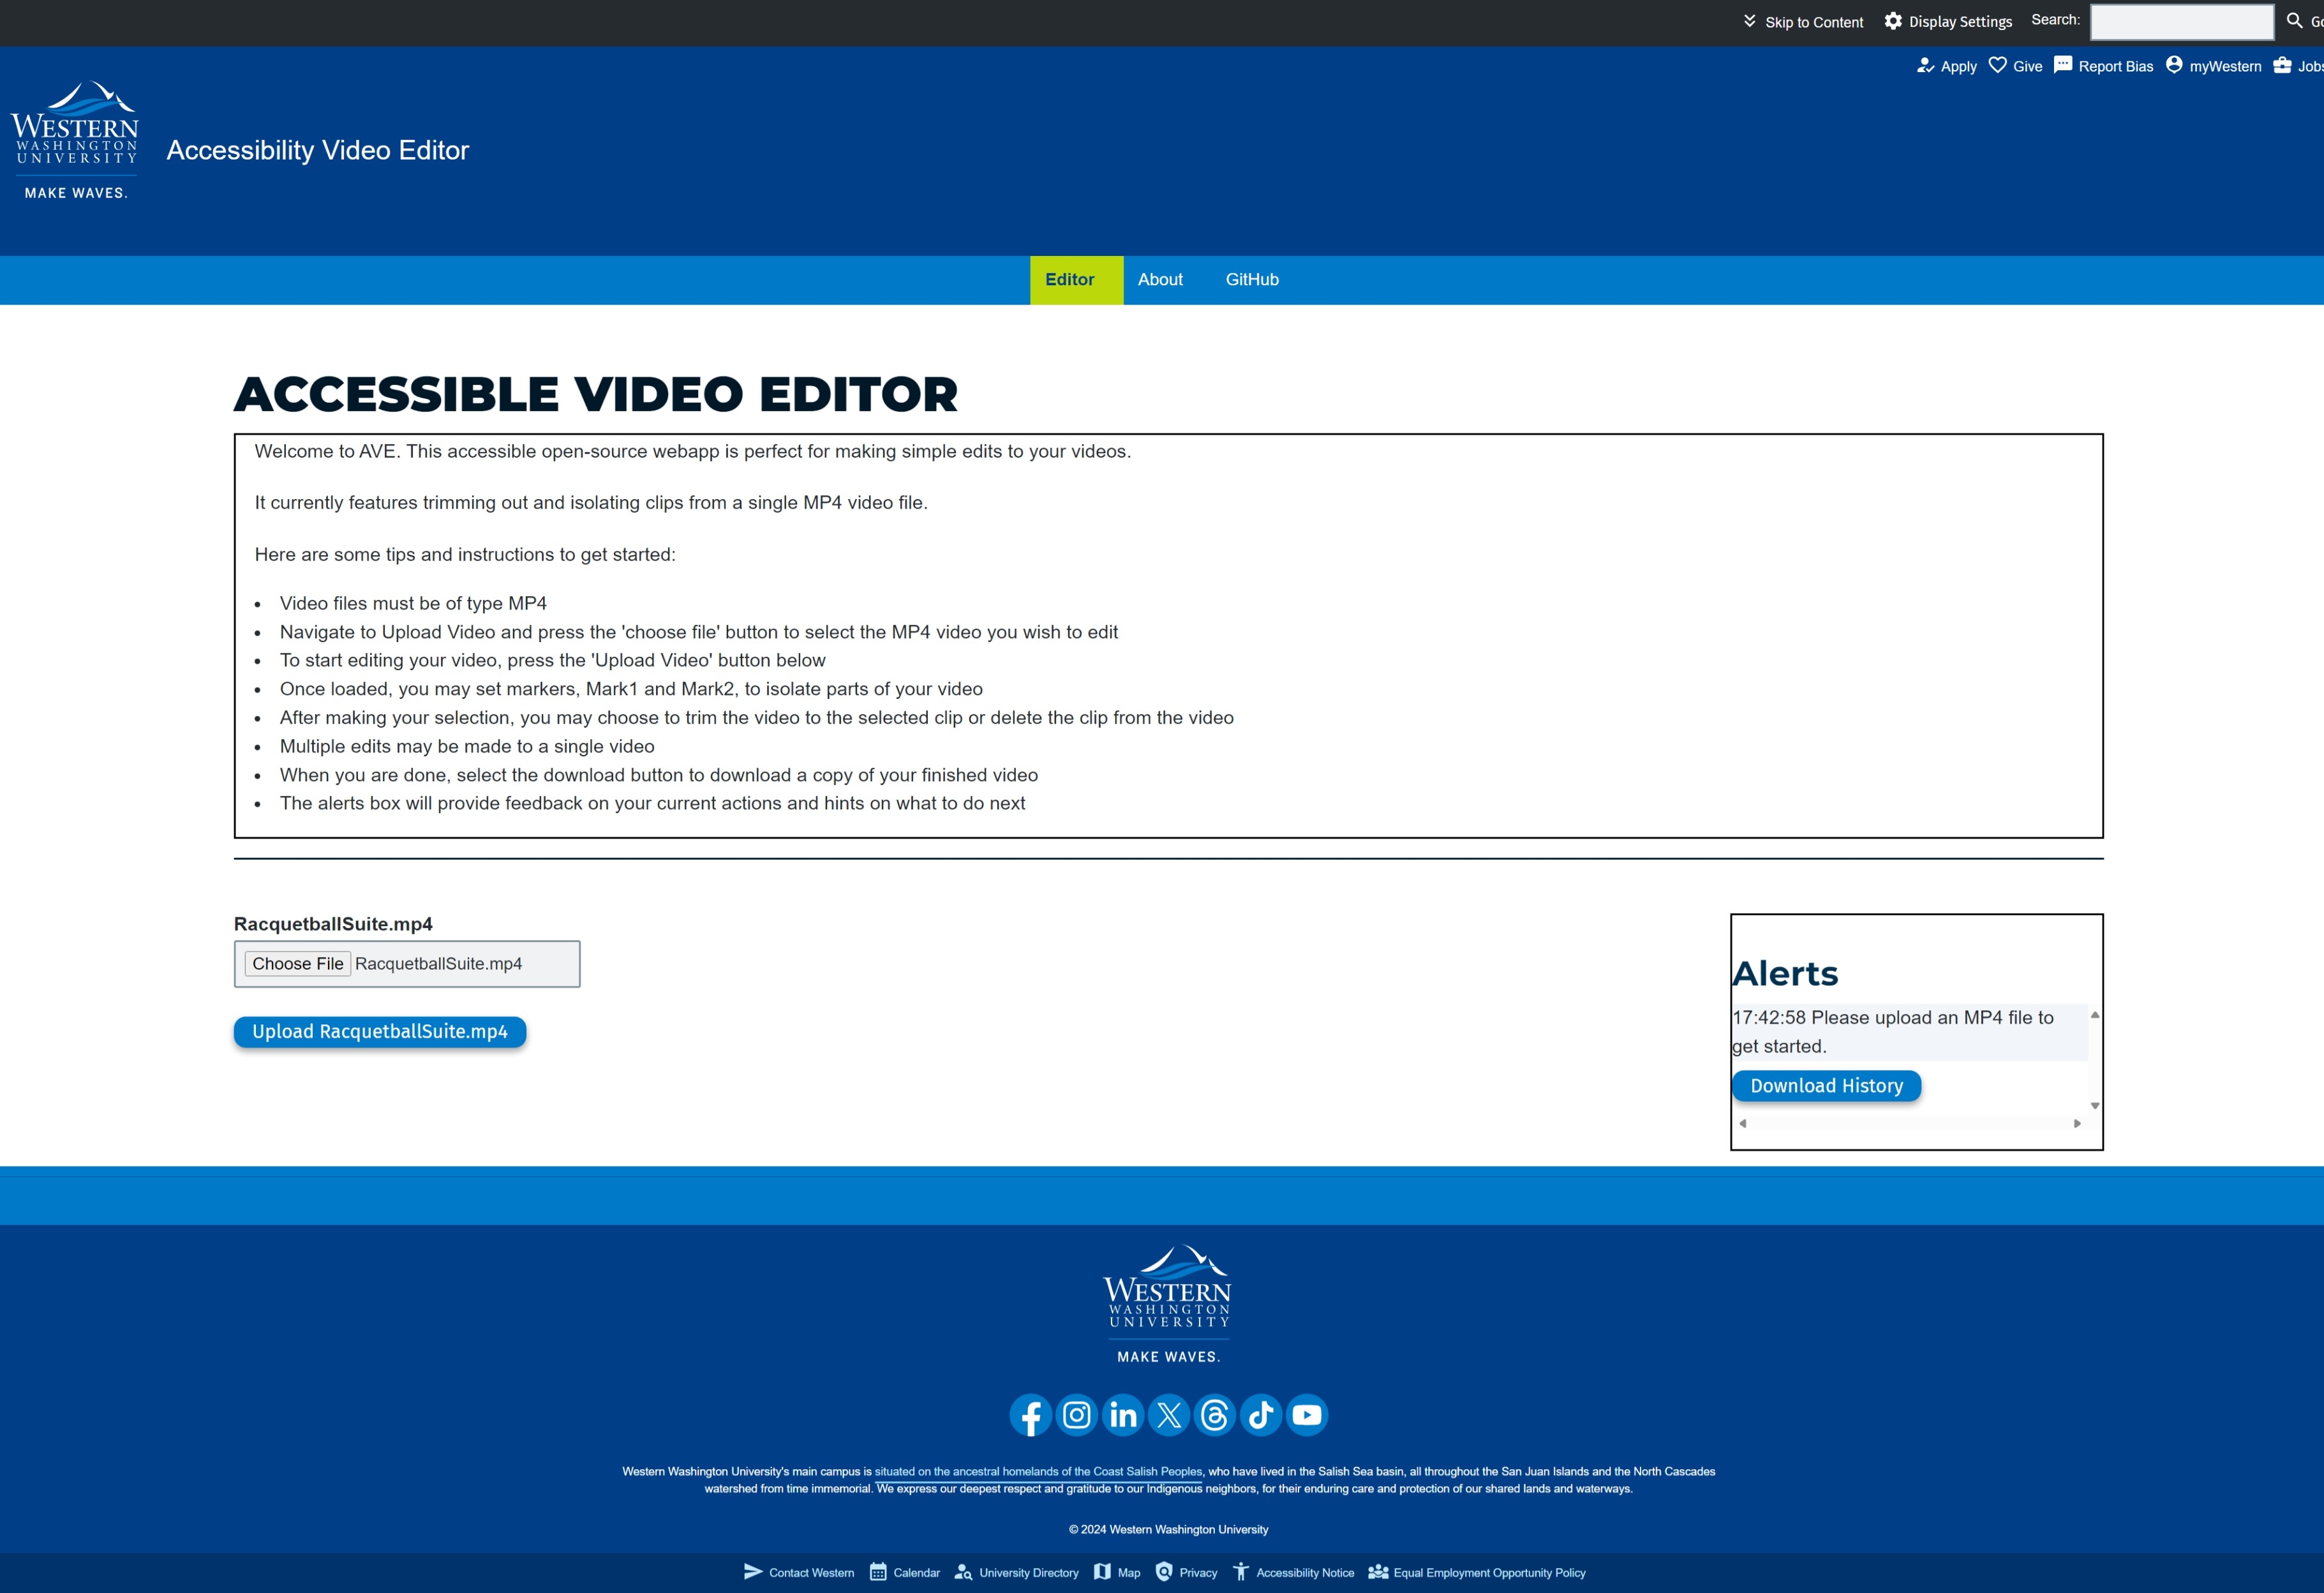 Skip to Content Display Settings Search:
Apply Give Report Bias myWestern
WESTERN
WASHINGTON
UNIVERSITY
MAKE WAVES.
Accessibility Video Editor
Editor About GitHub
ACCESSIBLE VIDEO EDITOR
Welcome to AVE. This accessible open-source webapp is perfect for making simple edits to your videos.
It currently features trimming out and isolating clips from a single MP4 video file.
Here are some tips and instructions to get started:
• Video files must be of type MP4
• Navigate to Upload Video and press the 'choose file' button to select the MP4 video you wish to edit
• To start editing your video, press the 'Upload Video' button below
• Once loaded, you may set markers, Mark1 and Mark2, to isolate parts of your video
• After making your selection, you may choose to trim the video to the selected clip or delete the clip from the video
• Multiple edits may be made to a single video
• When you are done, select the download button to download a copy of your finished video
• The alerts box will provide feedback on your current actions and hints on what to do next
RacquetballSuite.mp4
Choose File RacquetballSuite.mp4
Upload RacquetballSuite.mp4
Alerts
17:42:58 Please upload an MP4 file to
get started.
Download History
WESTERN
WASHINGTON
UNIVERSITY
MAKE WAVES.
Western Washington University's main campus is situated on the ancestral homelands of the Coast Salish Peoples, who have lived in the Salish Sea basin, all throughout the San Juan Islands and the North Cascades
watershed from time immemorial. We express our deepest respect and gratitude to our Indigenous neighbors, for their enduring care and protection of our shared lands and waterways.
© 2024 Western Washington University
Contact Western Calendar University Directory Map Privacy Accessibility Notice Equal Employment Opportunity Policy